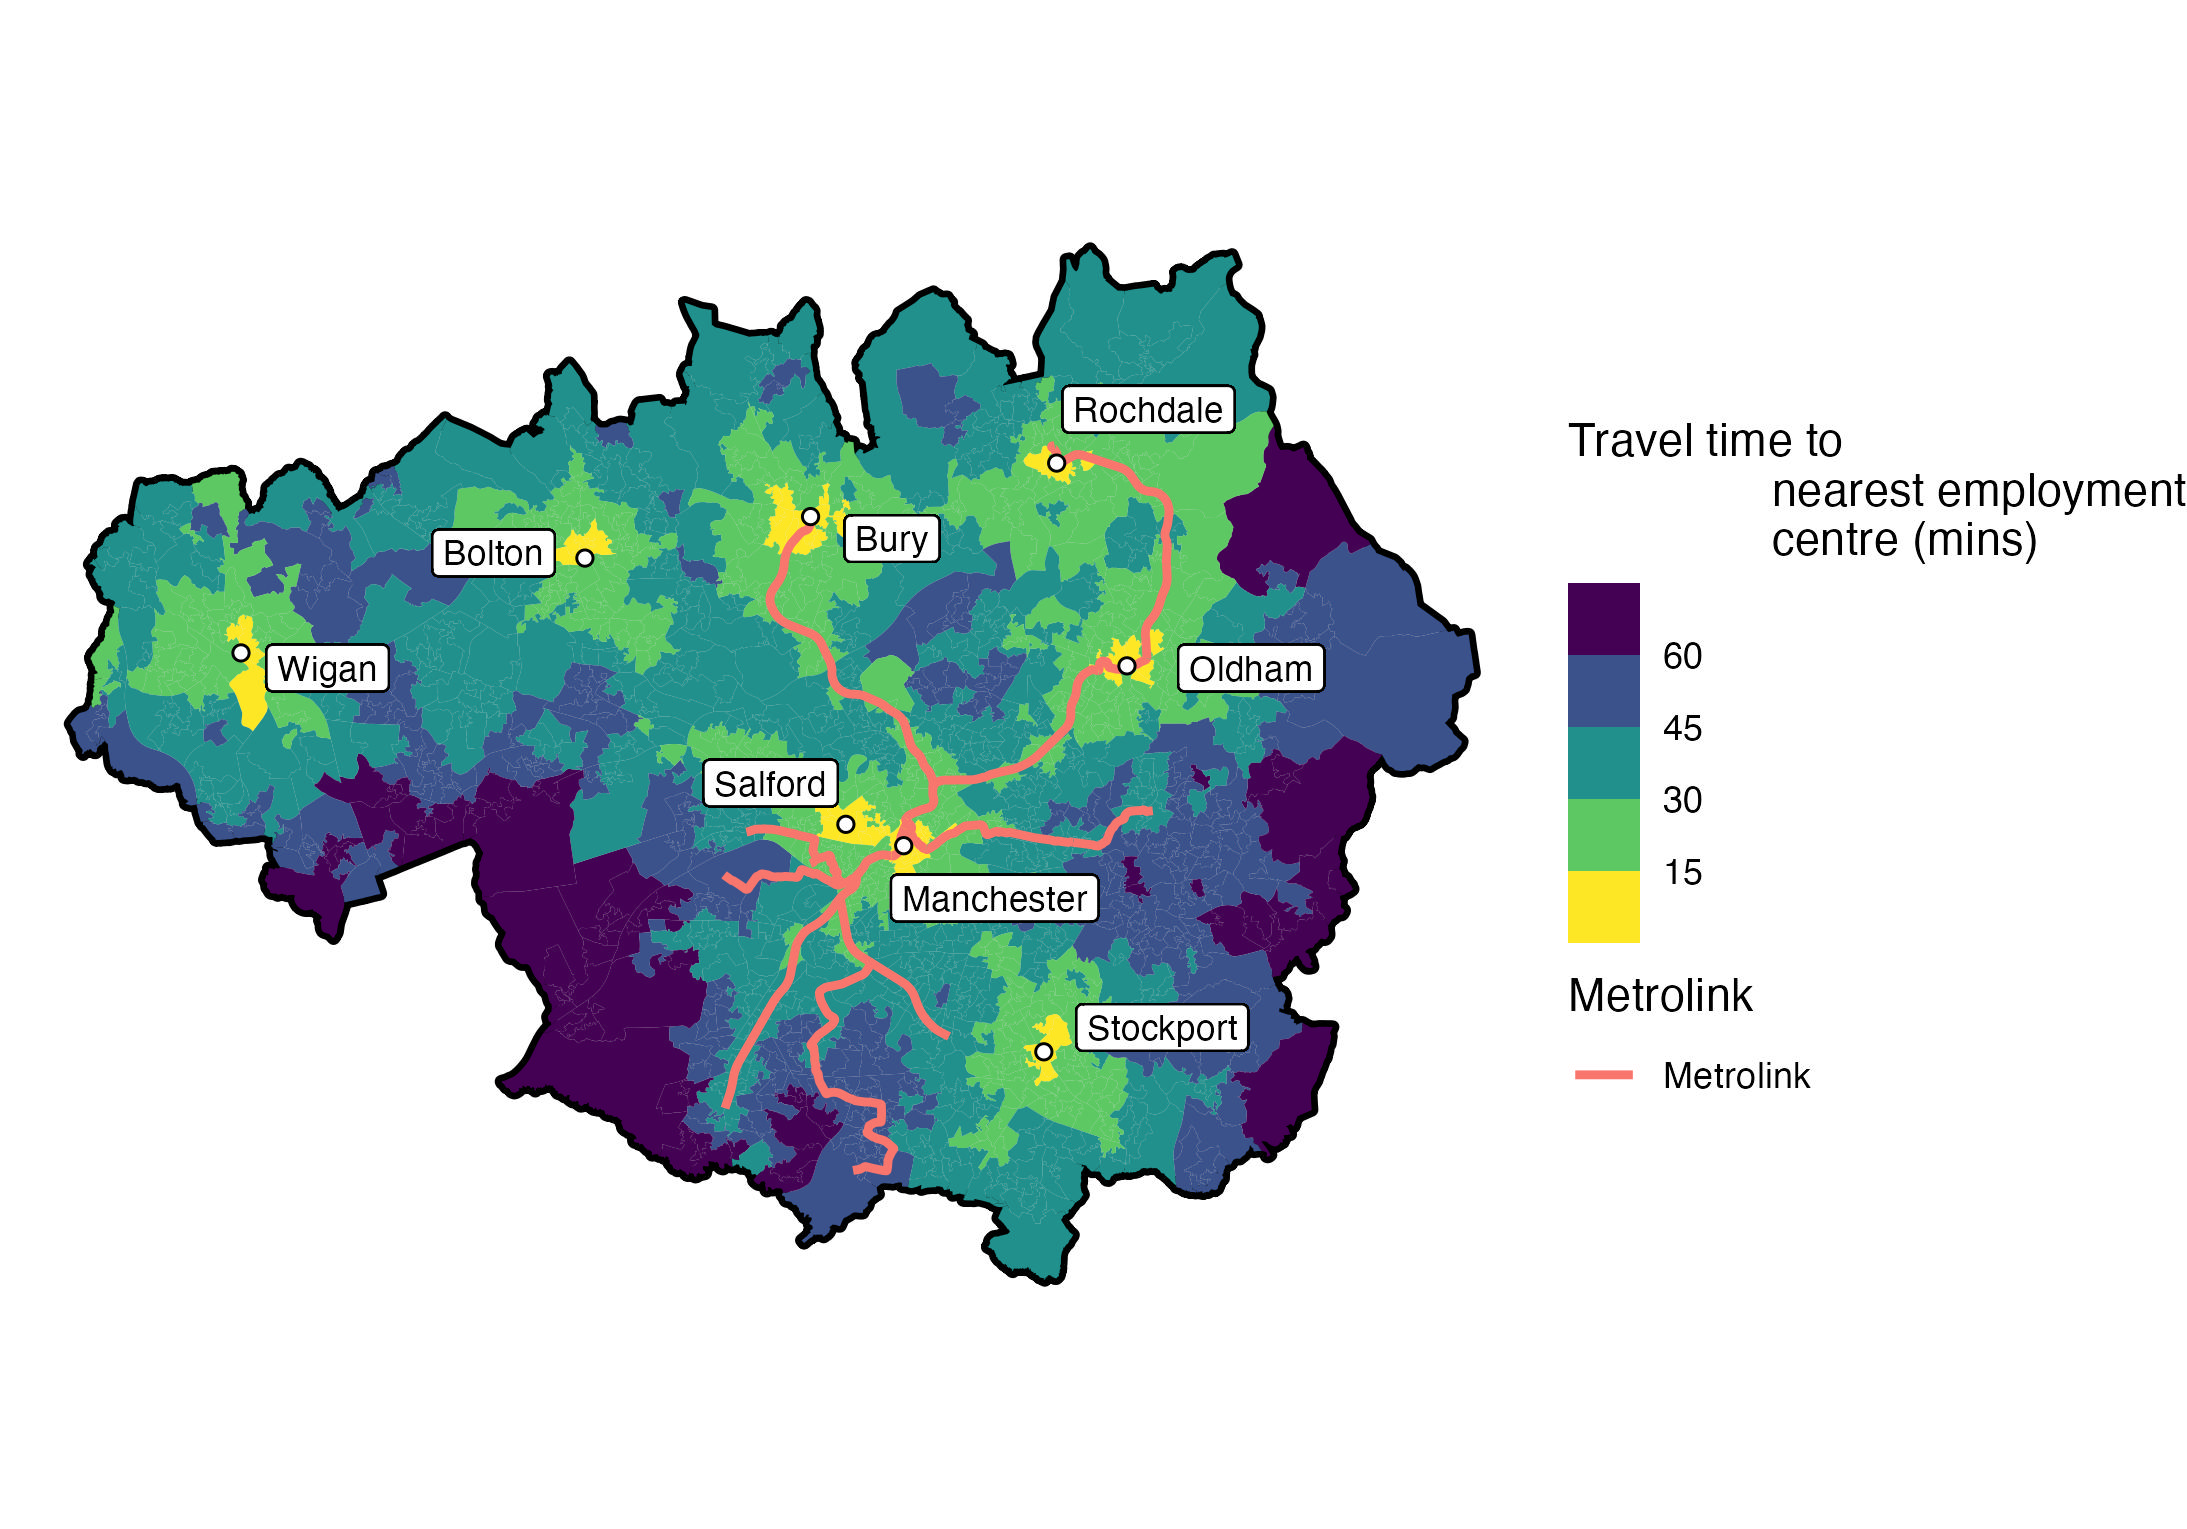 Rochdale
Bury
Bolton
Wigan
Oldham
Salford
Manchester
Stockport
Travel time to
nearest employment
centre (mins)
60
45
30
15
Metrolink
Metrolink